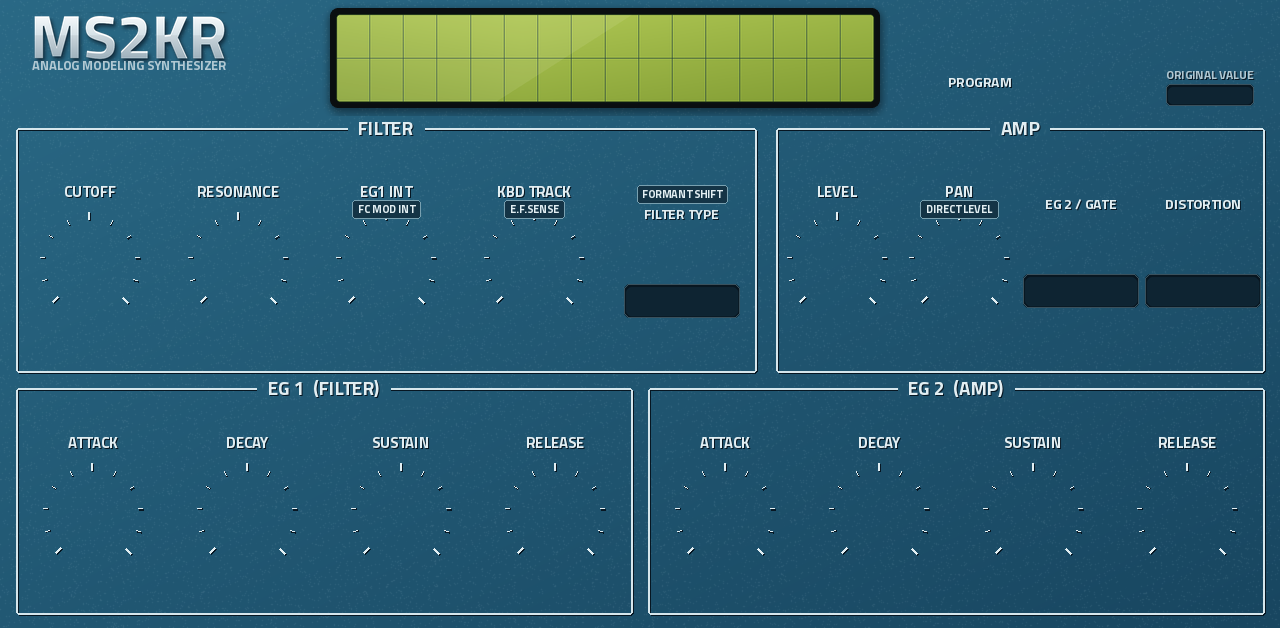 MS2KR
ANALOG MODELING SYNTHESIZER
PROGRAM
ORIGINAL VALUE
FILTER
CUTOFF
RESONANCE
EG1 INT
FC MOD INT
KBD TRACK
E.F.SENSE
FORMANT SHIFT
FILTER TYPE
AMP
LEVEL
PAN
DIRECT LEVEL
EG 2 / GATE
DISTORTION
EG 1 (FILTER)
ATTACK
DECAY
SUSTAIN
RELEASE
EG 2 (AMP)
ATTACK
DECAY
SUSTAIN
RELEASE